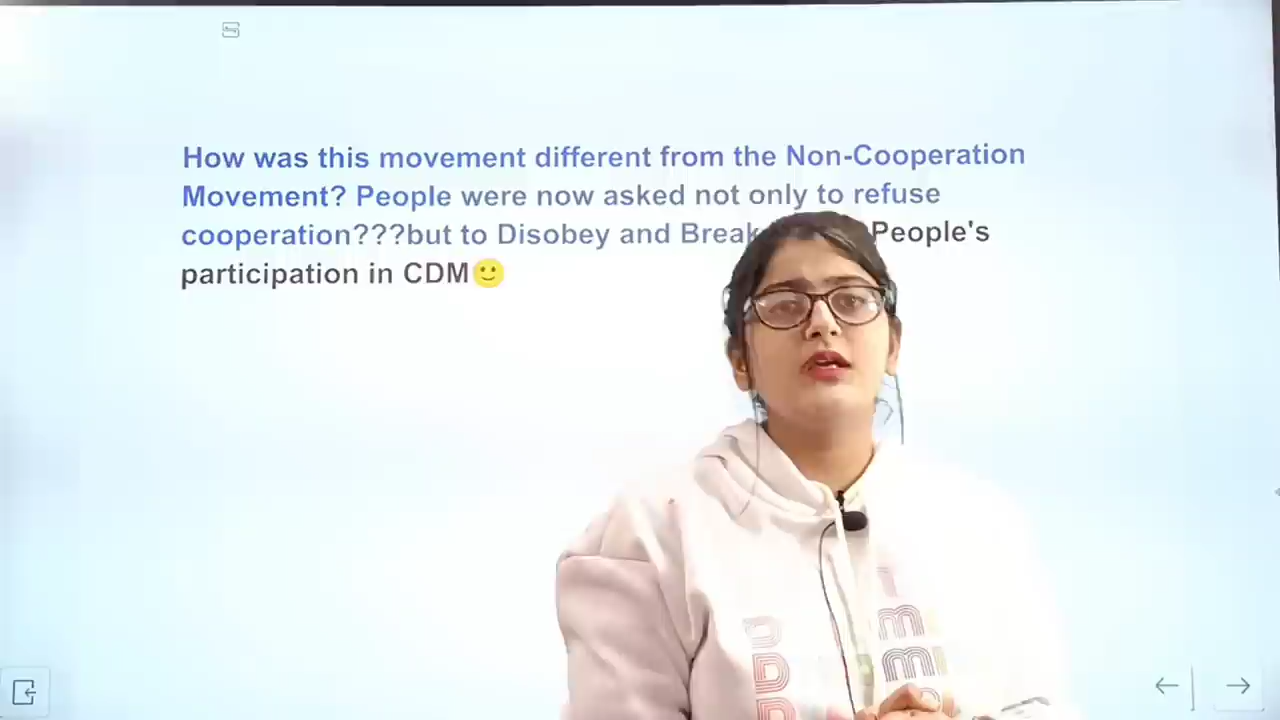 How was this movement different from the Non-Cooperation
Movement? People were now asked not only to refuse
cooperation???but to Disobey and Break People's
participation in CDM🙂